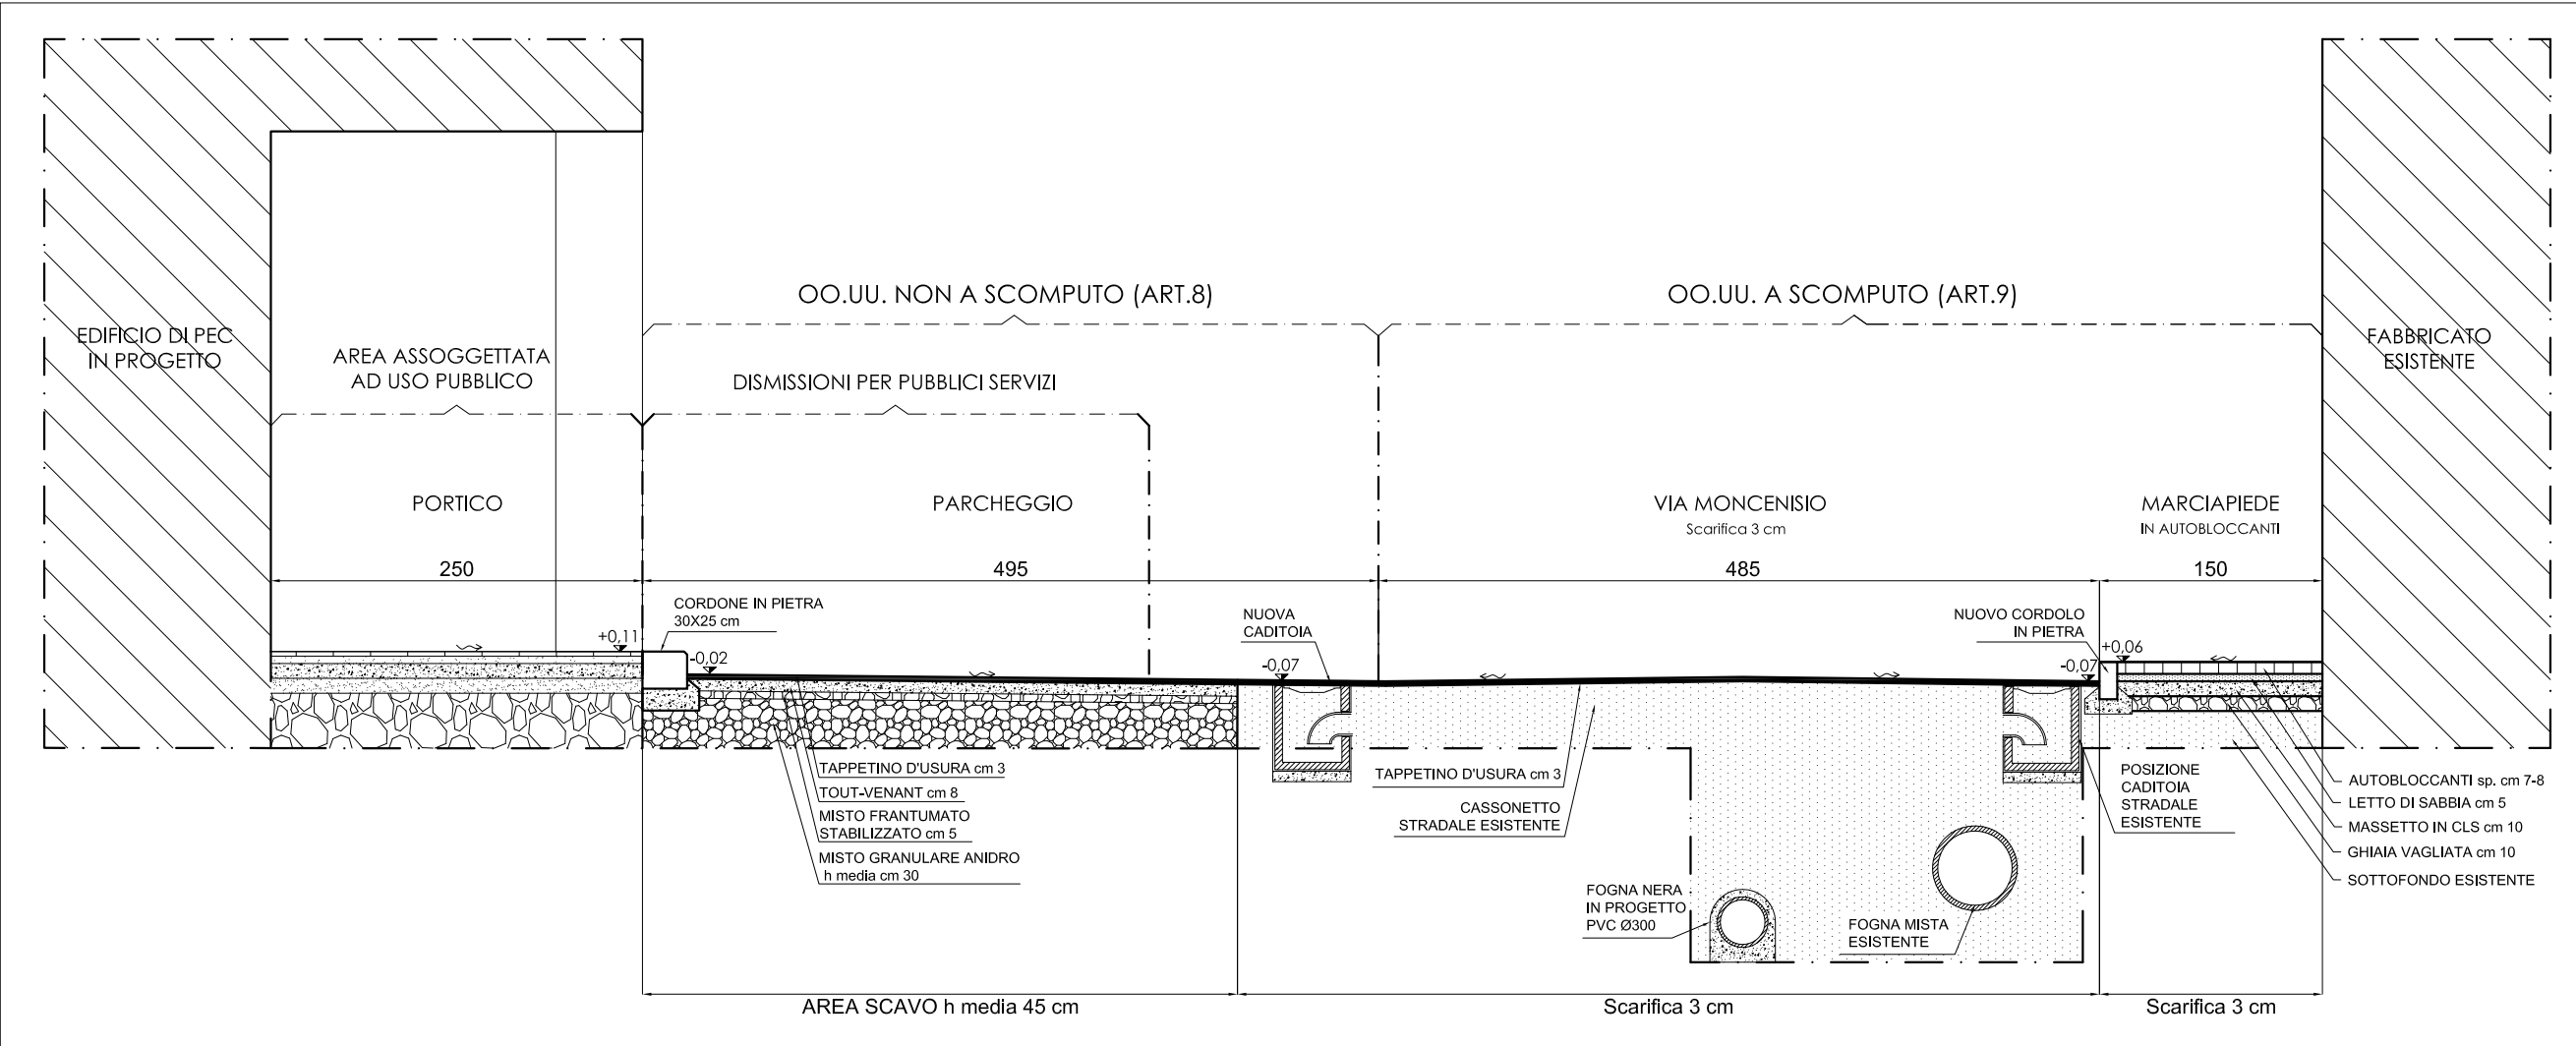 OO.UU. NON A SCOMPUTO (ART.8)
OO.UU. A SCOMPUTO (ART.9)
EDIFICIO DI PEC
IN PROGETTO
AREA ASSOGGETTATA
AD USO PUBBLICO
DISMISSIONI PER PUBBLICI SERVIZI
FABBRICATO
ESISTENTE
PORTICO
PARCHEGGIO
VIA MONCENISIO
Scarifica 3 cm
MARCIAPIEDE
IN AUTOBLOCCANTI
250
495
485
150
CORDONE IN PIETRA
30X25 cm
NUOVA
CADITOIA
NUOVO CORDOLO
IN PIETRA
+0,11
-0,02
-0,07
-0,07
+0,06
TAPPETINO D'USURA cm 3
TOUT-VENANT cm 8
MISTO FRANTUMATO
STABILIZZATO cm 5
MISTO GRANULARE ANIDRO
h media cm 30
TAPPETINO D'USURA cm 3
CASSONETTO
STRADALE ESISTENTE
POSIZIONE
CADITOIA
STRADALE
ESISTENTE
AUTOBLOCCANTI sp. cm 7-8
LETTO DI SABBIA cm 5
MASSETTO IN CLS cm 10
GHIAIA VAGLIATA cm 10
SOTTOFONDO ESISTENTE
FOGNA NERA
IN PROGETTO
PVC Ø300
FOGNA MISTA
ESISTENTE
AREA SCAVO h media 45 cm
Scarifica 3 cm
Scarifica 3 cm